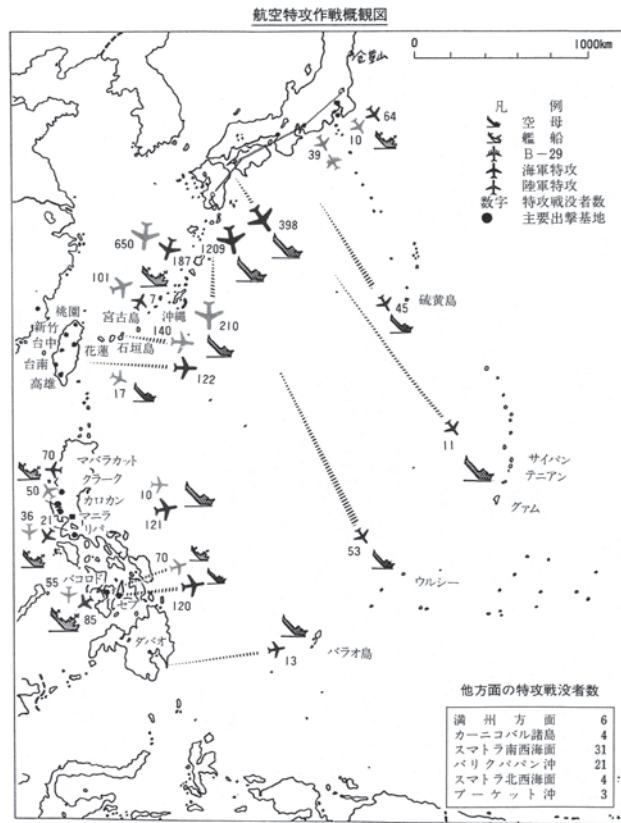 航空特攻作戦概観図
金華山
0 1000km
凡 例
空 母
艦 船
B-29
海軍特攻
陸軍特攻
数字 特攻戦没者数
主要出撃基地
64
10
39
398
650
187
1209
101
7
宮古島
沖縄
210
140
石垣島
45
硫黄島
桃園
新竹
台中
花蓮
台南
高雄
122
17
11
サイパン
テニアン
グァム
70
マバラカット
クラーク
50
カロカン
マニラ
36
21
リパ
10
121
53
ウルシー
70
55
バコロド
セブ
85
120
ダバオ
13
パラオ島
他方面の特攻戦没者数
満州方面 6
カーニコバル諸島 4
スマトラ南西海面 31
バリクパパン沖 21
スマトラ北西海面 4
プーケット沖 3